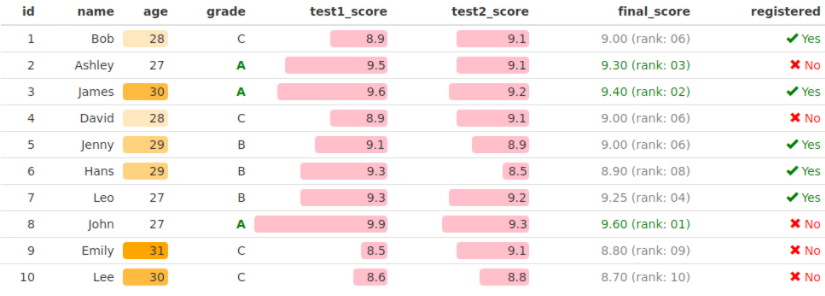 id name age grade test1_score test2_score final_score registered
1 Bob 28 C 8.9 9.1 9.00 (rank: 06) ✔ Yes
2 Ashley 27 A 9.5 9.1 9.30 (rank: 03) ✖ No
3 James 30 A 9.6 9.2 9.40 (rank: 02) ✔ Yes
4 David 28 C 8.9 9.1 9.00 (rank: 06) ✖ No
5 Jenny 29 B 9.1 8.9 9.00 (rank: 06) ✔ Yes
6 Hans 29 B 9.3 8.5 8.90 (rank: 08) ✔ Yes
7 Leo 27 B 9.3 9.2 9.25 (rank: 04) ✔ Yes
8 John 27 A 9.9 9.3 9.60 (rank: 01) ✖ No
9 Emily 31 C 8.5 9.1 8.80 (rank: 09) ✖ No
10 Lee 30 C 8.6 8.8 8.70 (rank: 10) ✖ No